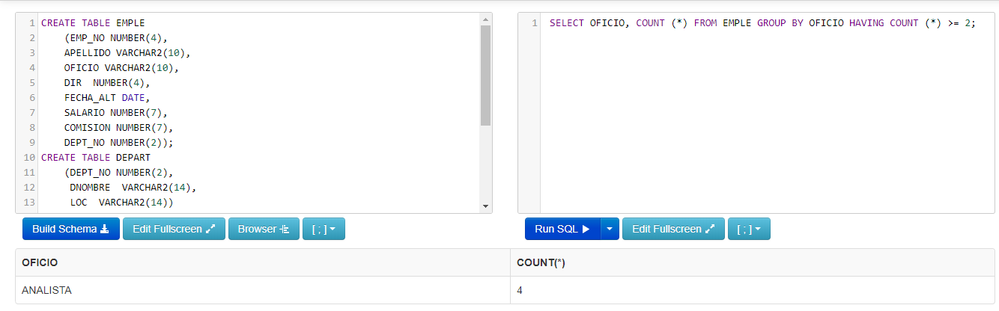 1 CREATE TABLE EMPLE
2 (EMP_NO NUMBER(4),
3 APELLIDO VARCHAR2(10),
4 OFICIO VARCHAR2(10),
5 DIR  NUMBER(4),
6 FECHA_ALT DATE,
7 SALARIO NUMBER(7),
8 COMISION NUMBER(7),
9 DEPT_NO NUMBER(2));
10 CREATE TABLE DEPART
11 (DEPT_NO NUMBER(2),
12 DNOMBRE  VARCHAR2(14),
13 LOC  VARCHAR2(14))
Build Schema Edit Fullscreen Browser [ ; ]
1 SELECT OFICIO, COUNT (*) FROM EMPLE GROUP BY OFICIO HAVING COUNT (*) >= 2;
Run SQL Edit Fullscreen [ ; ]
OFICIO COUNT(*)
ANALISTA 4